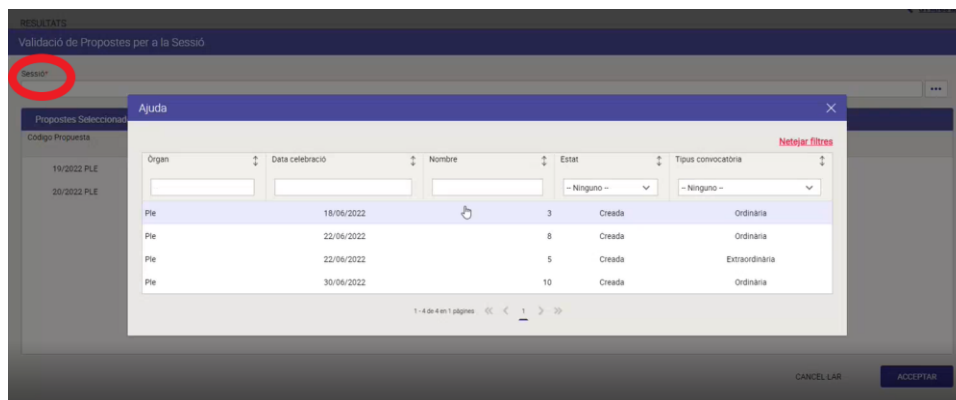 RESULTATS
Validació de Propostes per a la Sessió
Sessió*
Ajuda
Propostes Seleccionad
Netejar filtres
Código Propuesta
Òrgan Data celebració Nombre Estat Tipus convocatòria
-- Ninguno -- -- Ninguno --
19/2022 PLE
20/2022 PLE
Ple 18/06/2022 3 Creada Ordinària
Ple 22/06/2022 8 Creada Ordinària
Ple 22/06/2022 5 Creada Extraordinària
Ple 30/06/2022 10 Creada Ordinària
1 - 4 de 4 en 1 pàgines 1
CANCEL·LAR ACCEPTAR